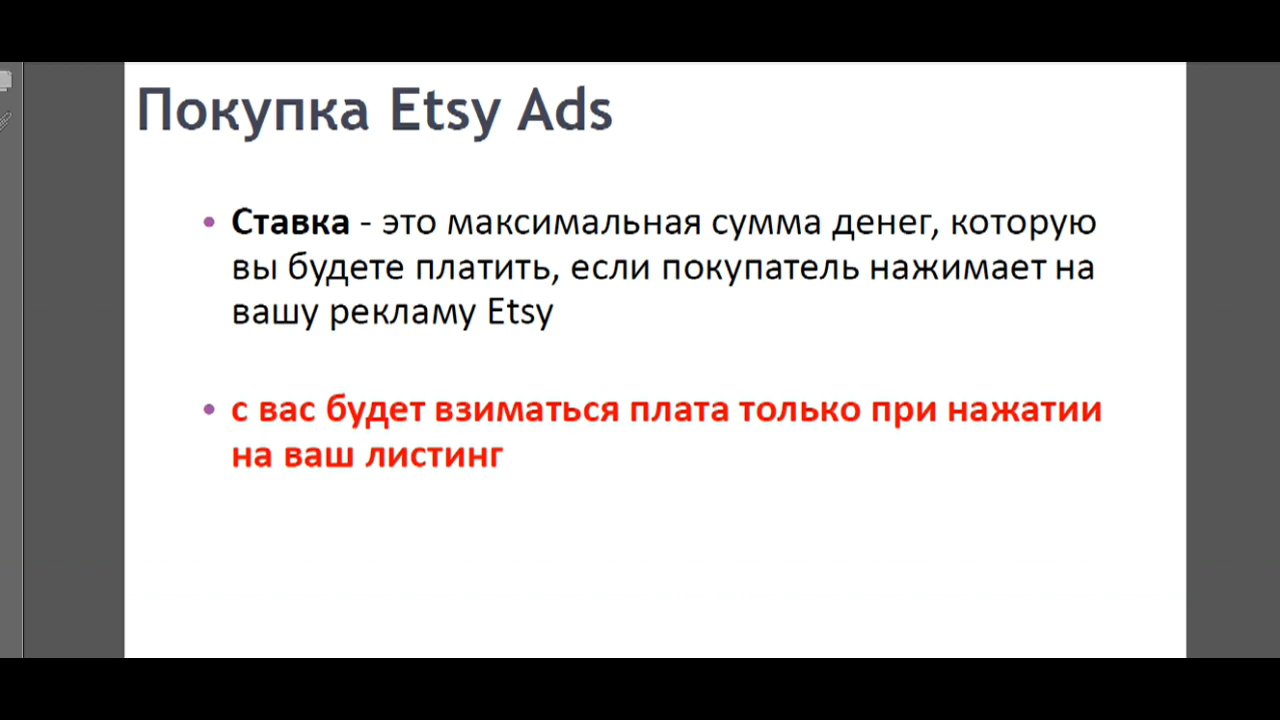 Покупка Etsy Ads
• Ставка - это максимальная сумма денег, которую
вы будете платить, если покупатель нажимает на
вашу рекламу Etsy
• с вас будет взиматься плата только при нажатии
на ваш листинг